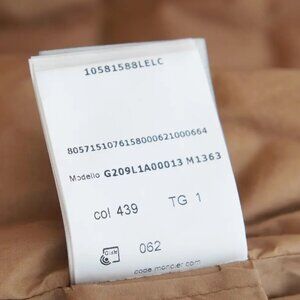 10581588LELC
8057151076158000621000664
Modello G209L1A00013 M1363
col 439 TG 1
062
code.moncler.com